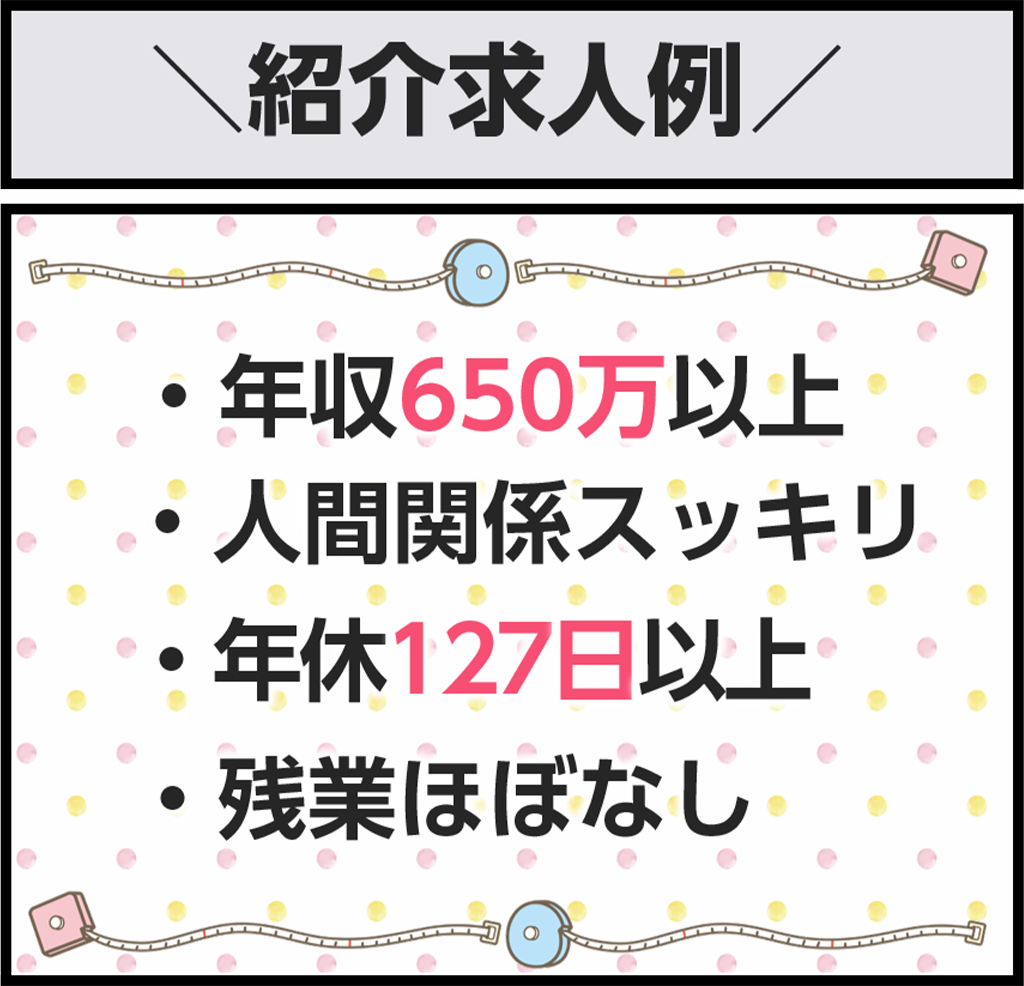 ＼紹介求人例／
・年収650万以上
・人間関係スッキリ
・年休127日以上
・残業ほぼなし